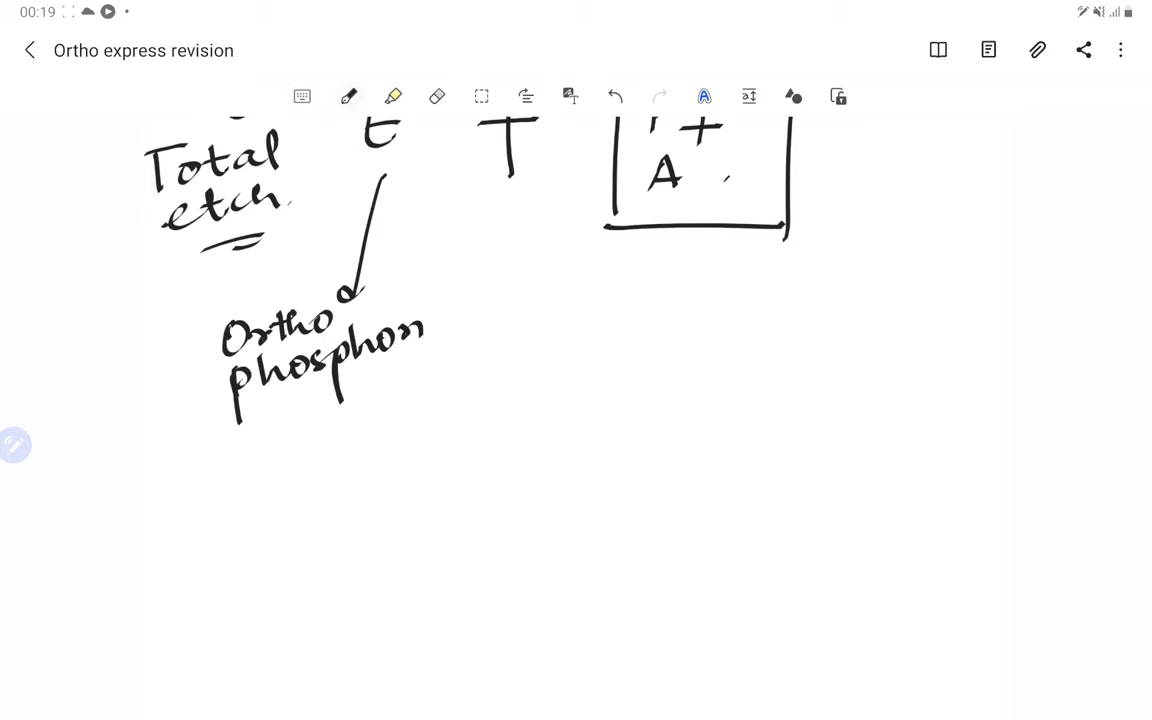 00:19
Ortho express revision
Total E T + 
etch. A
Ortho
phosphori